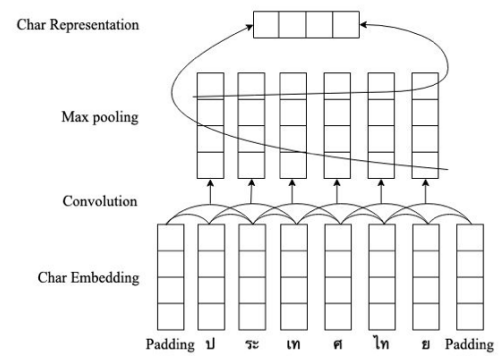 Char Representation
Max pooling
Convolution
Char Embedding
Padding ป ระ เท ศ ไท ย Padding